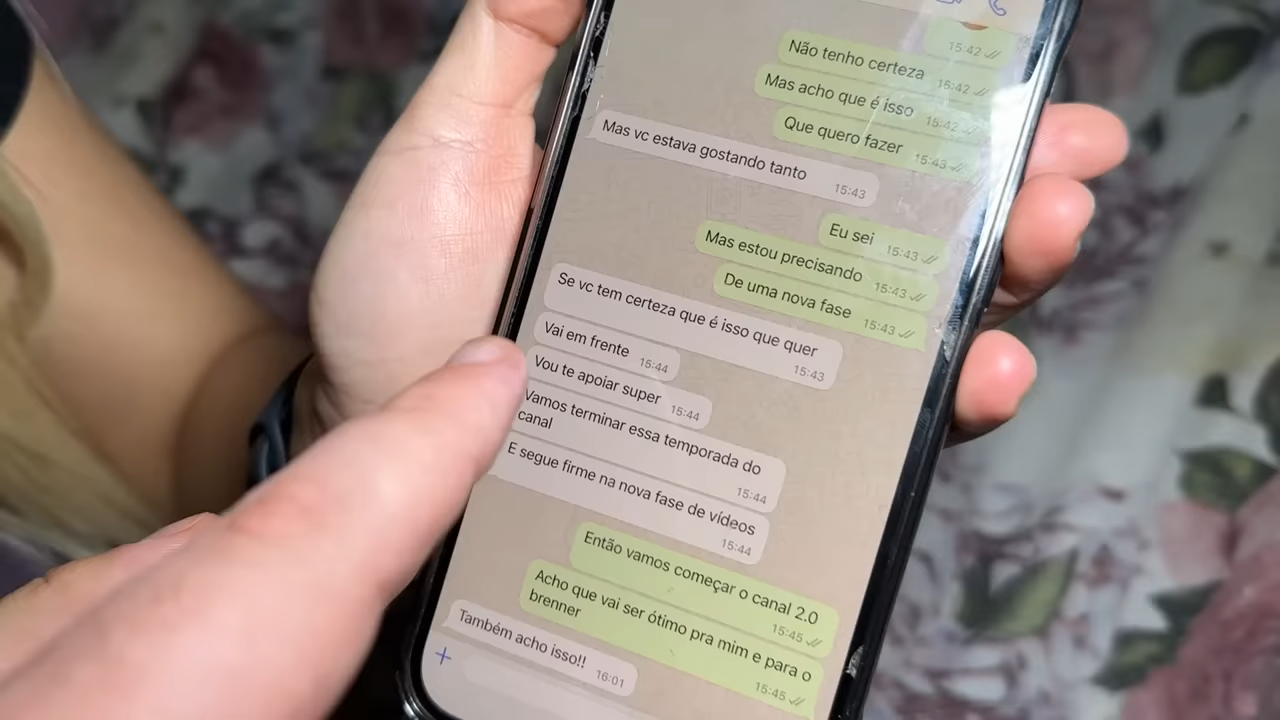 15:42
Não tenho certeza 15:42
Mas acho que é isso 15:42
Que quero fazer 15:43
Mas vc estava gostando tanto 15:43
Eu sei 15:43
Mas estou precisando 15:43
De uma nova fase 15:43
Se vc tem certeza que é isso que quer
15:43
Vai em frente 15:44
Vou te apoiar super 15:44
Vamos terminar essa temporada do
canal 15:44
E segue firme na nova fase de vídeos
15:44
Então vamos começar o canal 2.0
15:45
Acho que vai ser ótimo pra mim e para o
brenner 15:45
Também acho isso!! 16:01
+